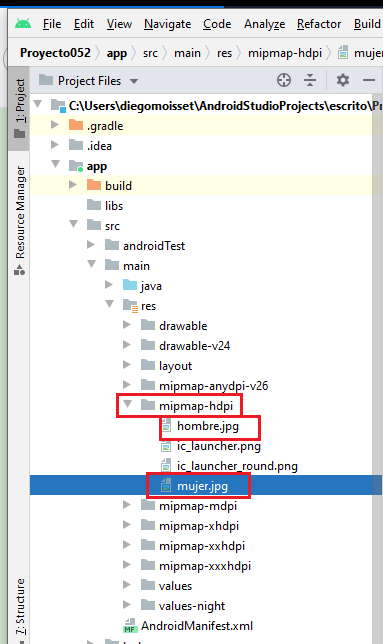 File Edit View Navigate Code Analyze Refactor Build
Proyecto052 app src main res mipmap-hdpi
Project Files
C:\Users\diegomoisset\AndroidStudioProjects\escrito\
.gradle
.idea
app
build
libs
src
androidTest
main
java
res
drawable
drawable-v24
layout
mipmap-anydpi-v26
mipmap-hdpi
hombre.jpg
ic_launcher.png
ic_launcher_round.png
mujer.jpg
mipmap-mdpi
mipmap-xhdpi
mipmap-xxhdpi
mipmap-xxxhdpi
values
values-night
AndroidManifest.xml
1: Project
Resource Manager
7: Structure